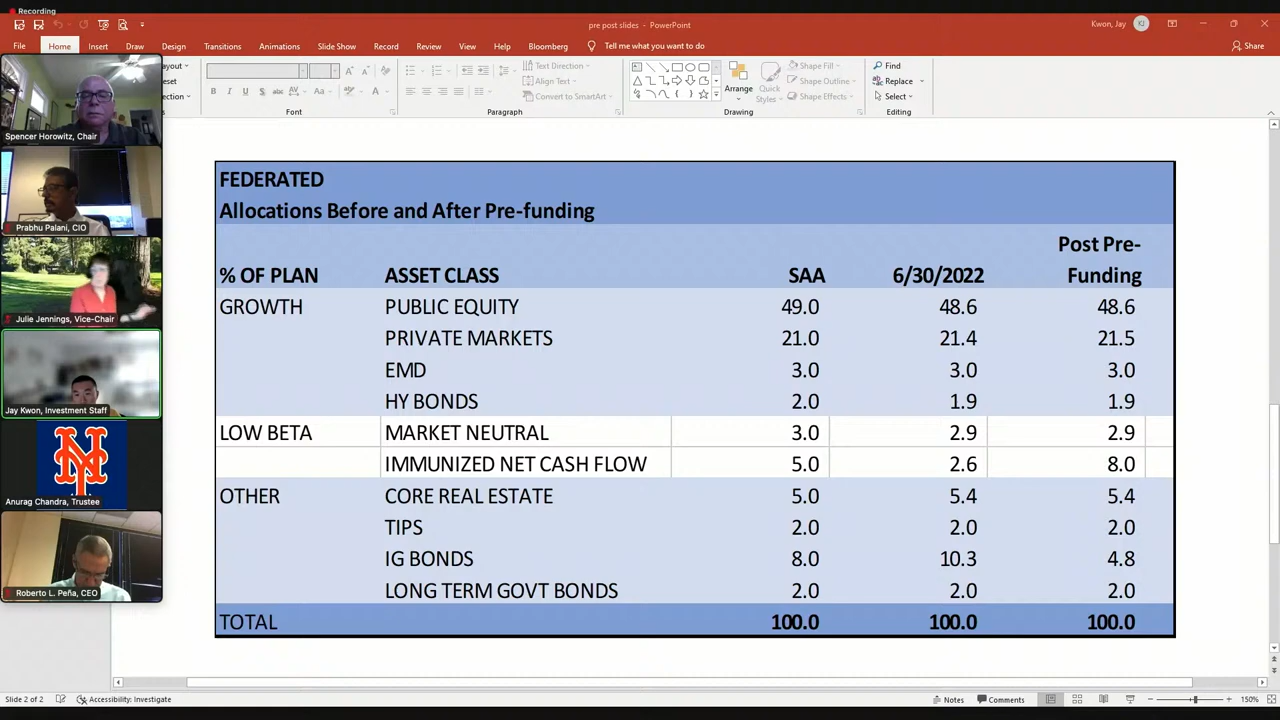 Recording
pre post slides - PowerPoint
Kwon, Jay
KJ
File Home Insert Draw Design Transitions Animations Slide Show Record Review View Help Bloomberg Tell me what you want to do
Share
ayout
eset
ection
B I U S abc AV Aa A
Font
Text Direction
Align Text
Convert to SmartArt
Paragraph
Arrange
Quick
Styles
Shape Fill
Shape Outline
Shape Effects
Drawing
Find
Replace
Select
Editing
Spencer Horowitz, Chair
Prabhu Palani, CIO
Julie Jennings, Vice-Chair
Jay Kwon, Investment Staff
NY
Anurag Chandra, Trustee
Roberto L. Peña, CEO
FEDERATED
Allocations Before and After Pre-funding
Post Pre-
% OF PLAN ASSET CLASS SAA 6/30/2022 Funding
GROWTH PUBLIC EQUITY 49.0 48.6 48.6
PRIVATE MARKETS 21.0 21.4 21.5
EMD 3.0 3.0 3.0
HY BONDS 2.0 1.9 1.9
LOW BETA MARKET NEUTRAL 3.0 2.9 2.9
IMMUNIZED NET CASH FLOW 5.0 2.6 8.0
OTHER CORE REAL ESTATE 5.0 5.4 5.4
TIPS 2.0 2.0 2.0
IG BONDS 8.0 10.3 4.8
LONG TERM GOVT BONDS 2.0 2.0 2.0
TOTAL 100.0 100.0 100.0
Slide 2 of 2 Accessibility: Investigate
Notes Comments 150%